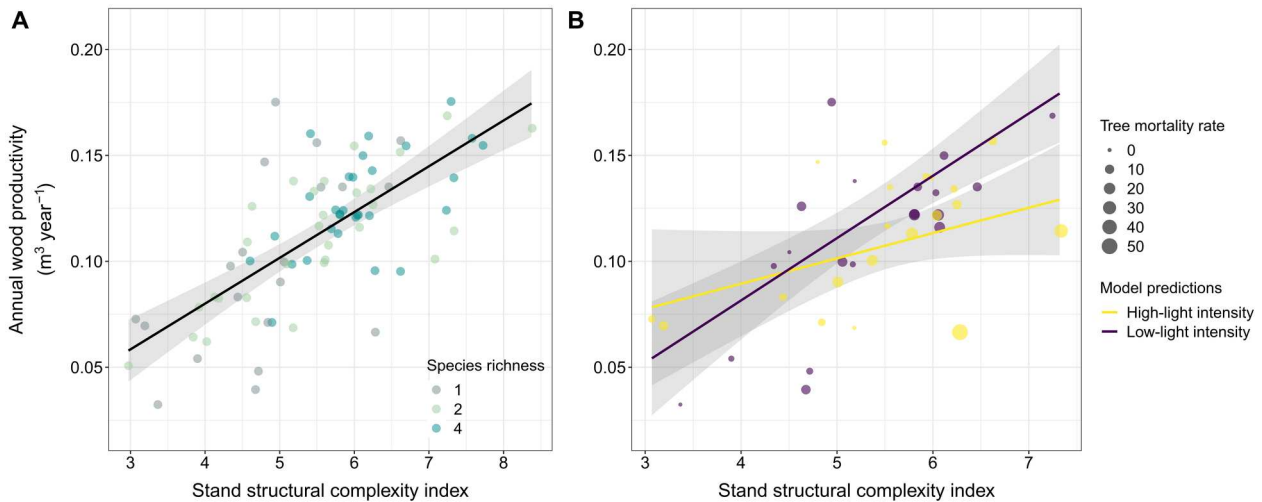 A
B
Annual wood productivity
(m³ year⁻¹)
0.20
0.15
0.10
0.05
3
4
5
6
7
8
Stand structural complexity index
Species richness
1
2
4
0.20
0.15
0.10
0.05
3
4
5
6
7
Stand structural complexity index
Tree mortality rate
0
10
20
30
40
50
Model predictions
High-light intensity
Low-light intensity